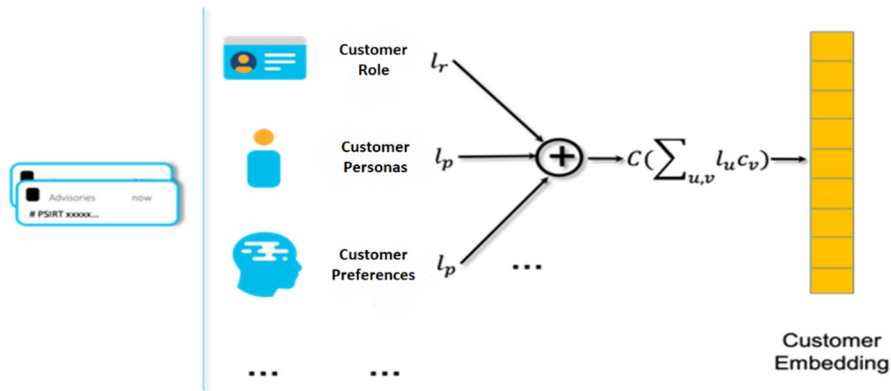 Customer
Role
l_r
Customer
Personas
l_p
+
C(∑_{u,v} l_u c_v)
Advisories now
# PSIRT xxxxx...
Customer
Preferences
l_p
...
Customer
Embedding
... ...